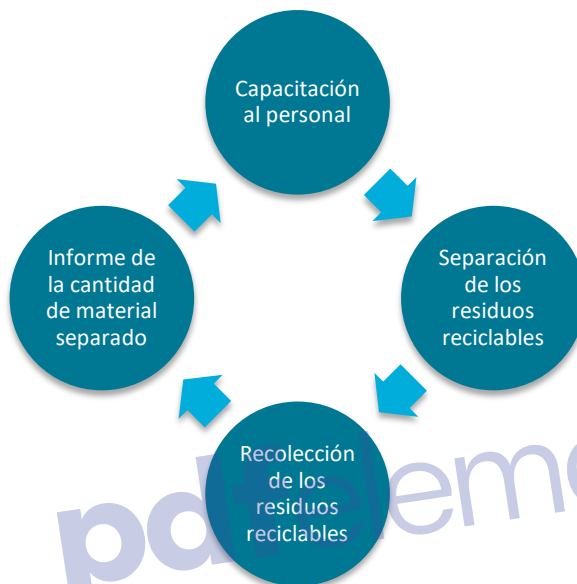 Capacitación
al personal
Informe de
la cantidad
de material
separado
Separación
de los
residuos
reciclables
Recolección
de los
residuos
reciclables
pdfeleme